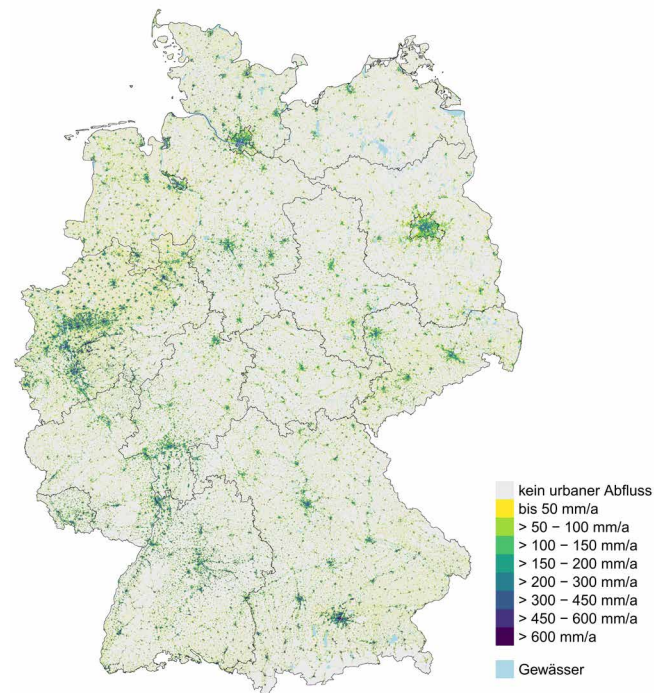 kein urbaner Abfluss
bis 50 mm/a
> 50 − 100 mm/a
> 100 − 150 mm/a
> 150 − 200 mm/a
> 200 − 300 mm/a
> 300 − 450 mm/a
> 450 − 600 mm/a
> 600 mm/a
Gewässer